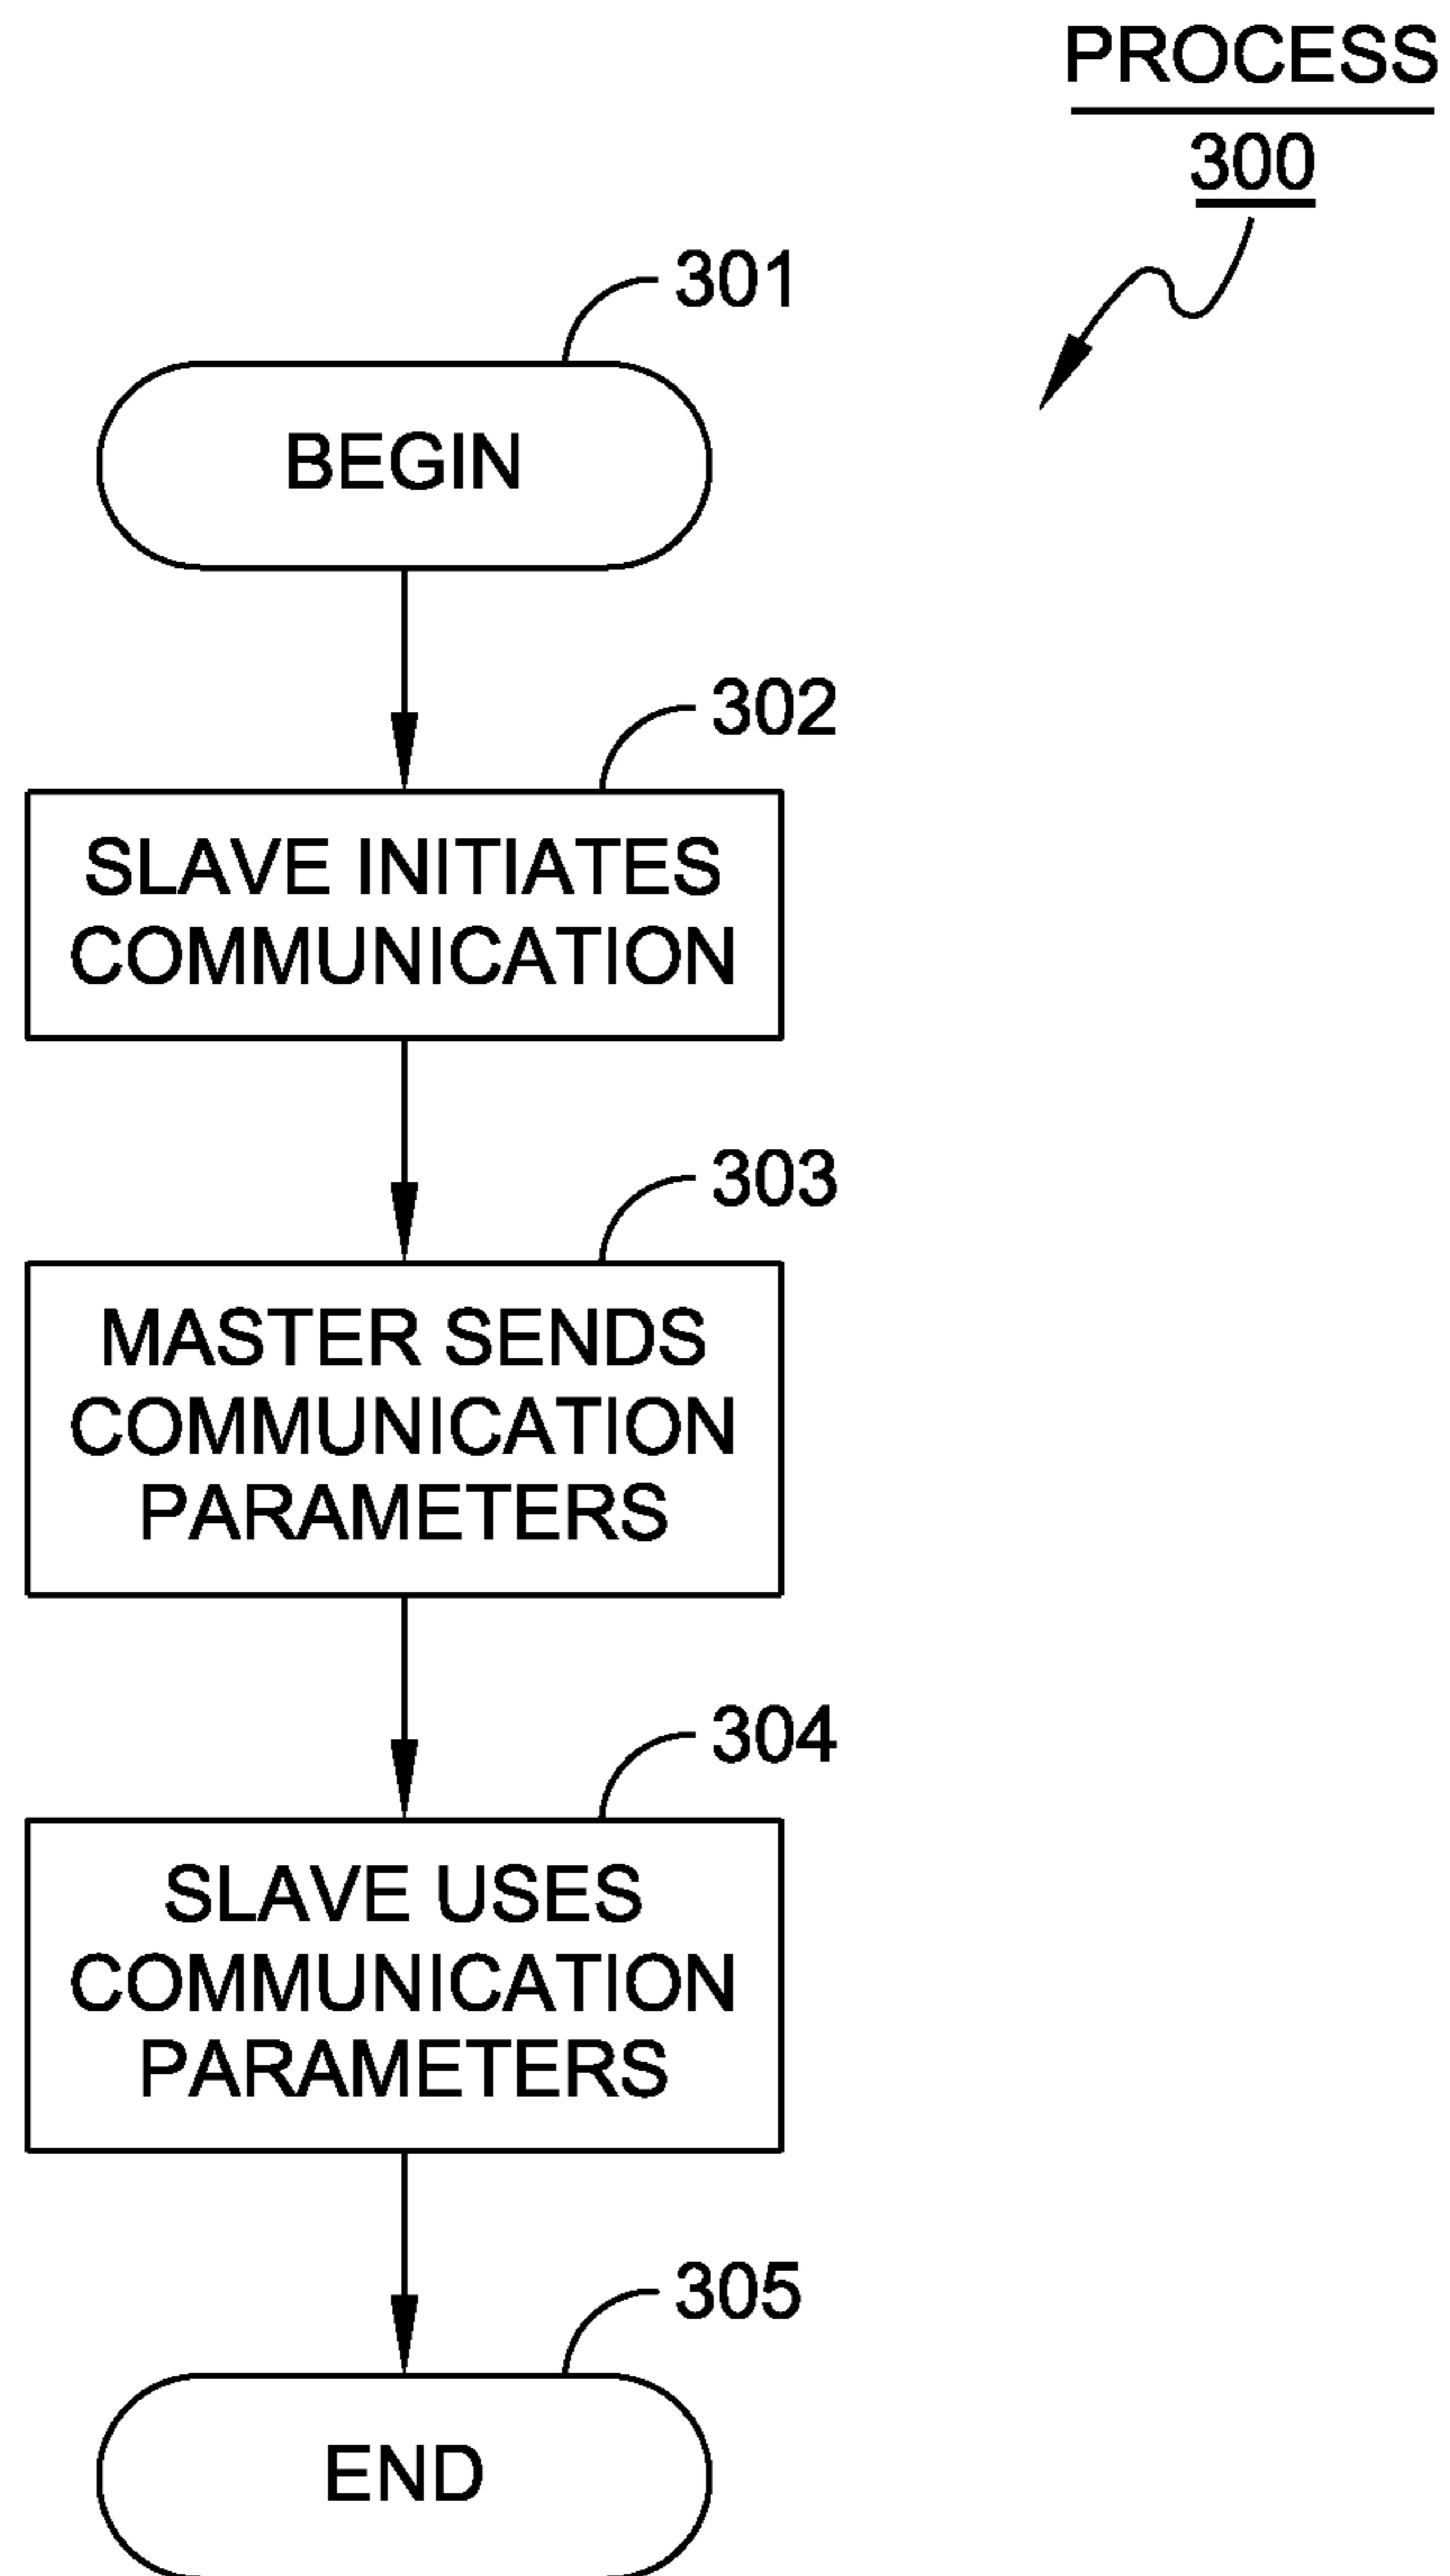 PROCESS
300
301
BEGIN
302
SLAVE INITIATES
COMMUNICATION
303
MASTER SENDS
COMMUNICATION
PARAMETERS
304
SLAVE USES
COMMUNICATION
PARAMETERS
305
END